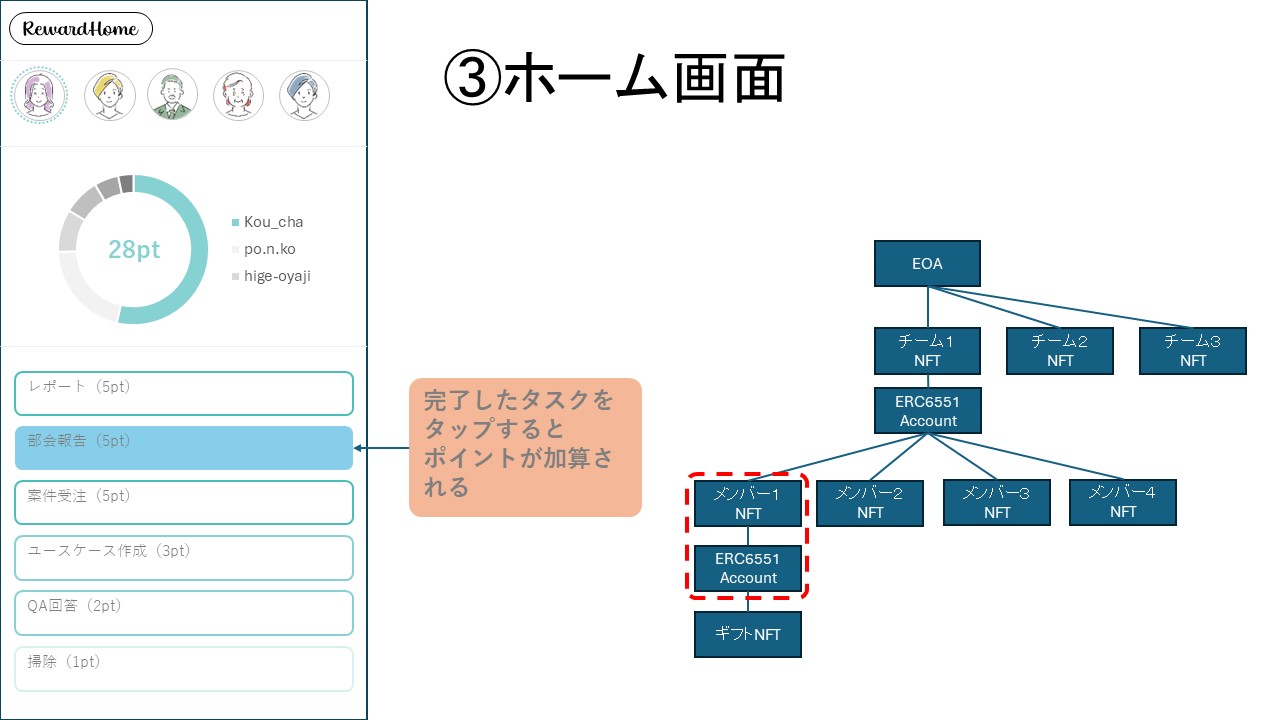 RewardHome
③ホーム画面
28pt
Kou_cha
po.n.ko
hige-oyaji
レポート（5pt）
部会報告（5pt）
案件受注（5pt）
ユースケース作成（3pt）
QA回答（2pt）
掃除（1pt）
完了したタスクを
タップすると
ポイントが加算さ
れる
EOA
チーム1
NFT
チーム2
NFT
チーム3
NFT
ERC6551
Account
メンバー1
NFT
メンバー2
NFT
メンバー3
NFT
メンバー4
NFT
ERC6551
Account
ギフトNFT